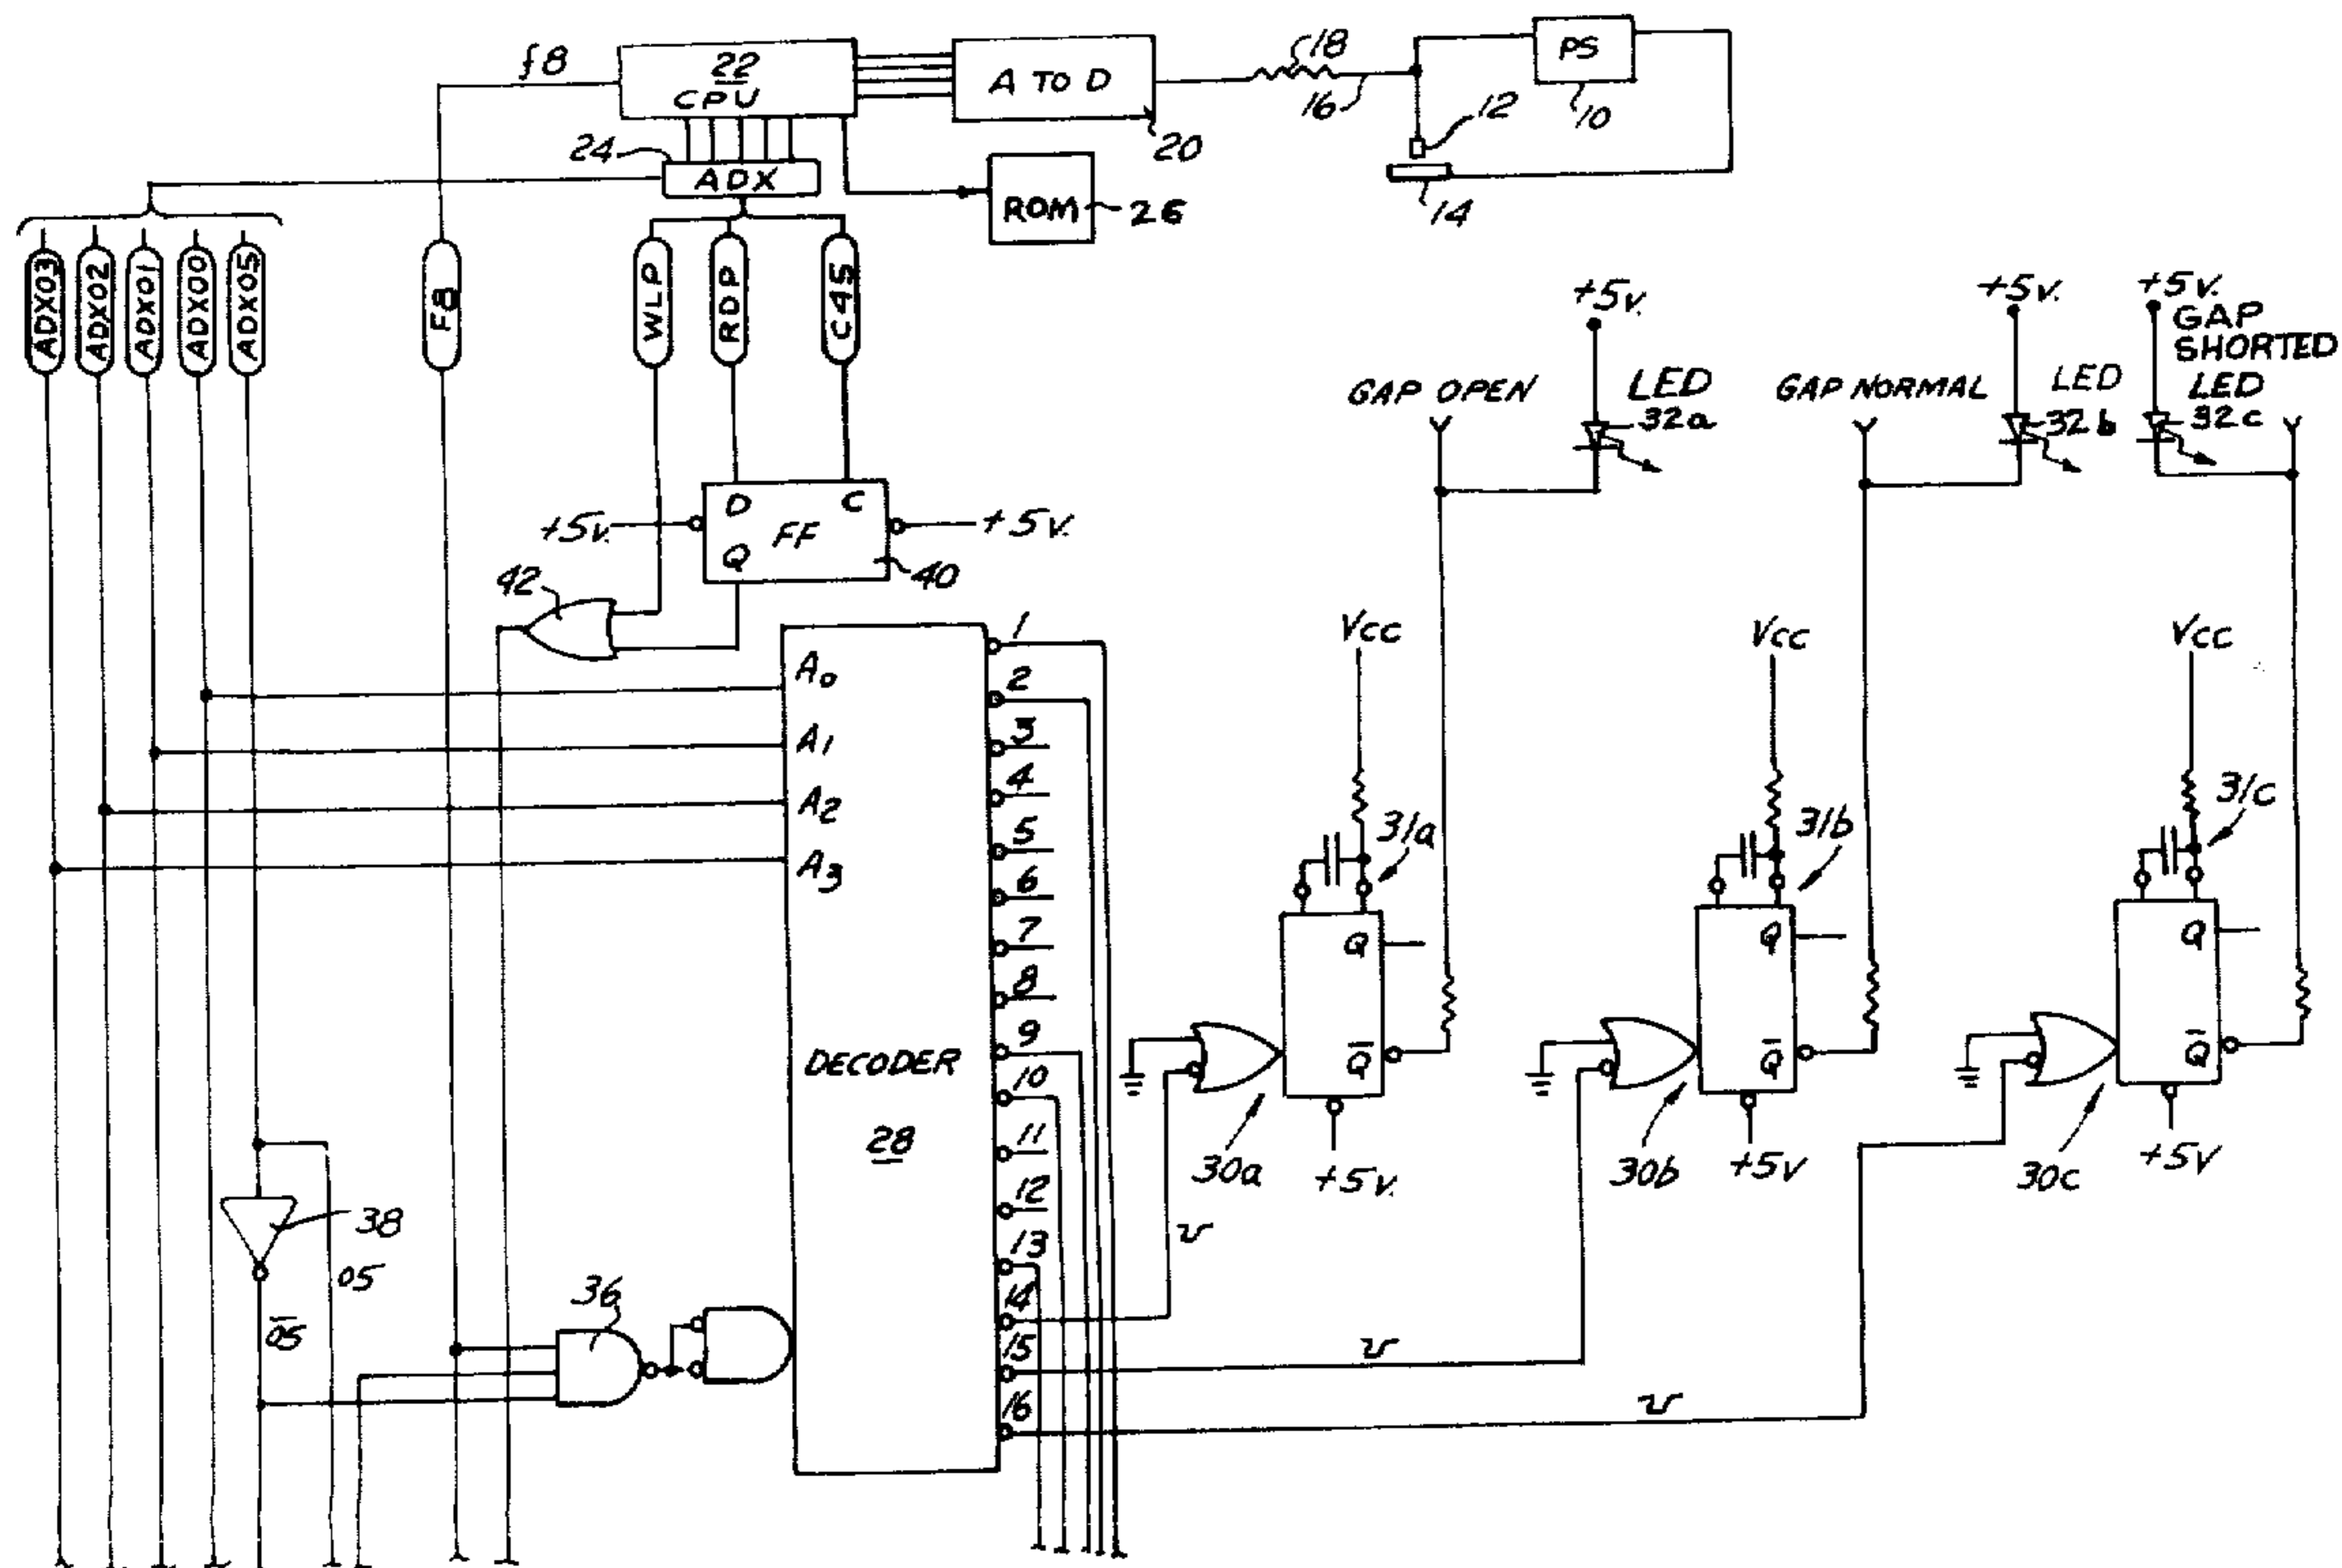 f8
22
CPU
A TO D
18
16
PS
10
12
14
20
24
ADX
ROM
26
ADX03
ADX02
ADX01
ADX00
ADX05
F8
WLP
RDP
C45
+5v.
+5v.
+5v.
GAP
SHORTED
GAP OPEN
LED
32a
GAP NORMAL
LED
32b
LED
32c
D
C
FF
Q
+5v.
+5v.
40
42
A0
A1
A2
A3
DECODER
28
1
2
3
4
5
6
7
8
9
10
11
12
13
14
15
16
Vcc
Vcc
Vcc
31a
31b
31c
Q
Q̅
Q
Q̅
Q
Q̅
30a
+5v.
30b
+5V
30c
+5V
38
05
0̅5̅
36